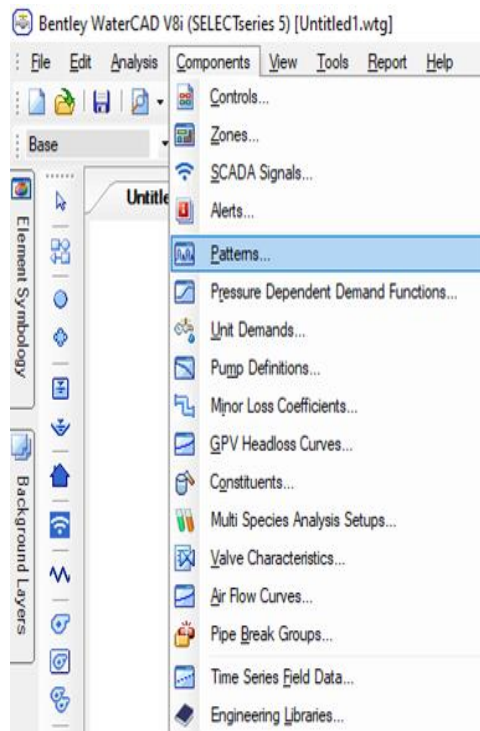 Bentley WaterCAD V8i (SELECTseries 5) [Untitled1.wtg]
File Edit Analysis Components View Tools Report Help
Base
Untitle
Element Symbology
Background Layers
Controls...
Zones...
SCADA Signals...
Alerts...
Patterns...
Pressure Dependent Demand Functions...
Unit Demands...
Pump Definitions...
Minor Loss Coefficients...
GPV Headloss Curves...
Constituents...
Multi Species Analysis Setups...
Valve Characteristics...
Air Flow Curves...
Pipe Break Groups...
Time Series Field Data...
Engineering Libraries...